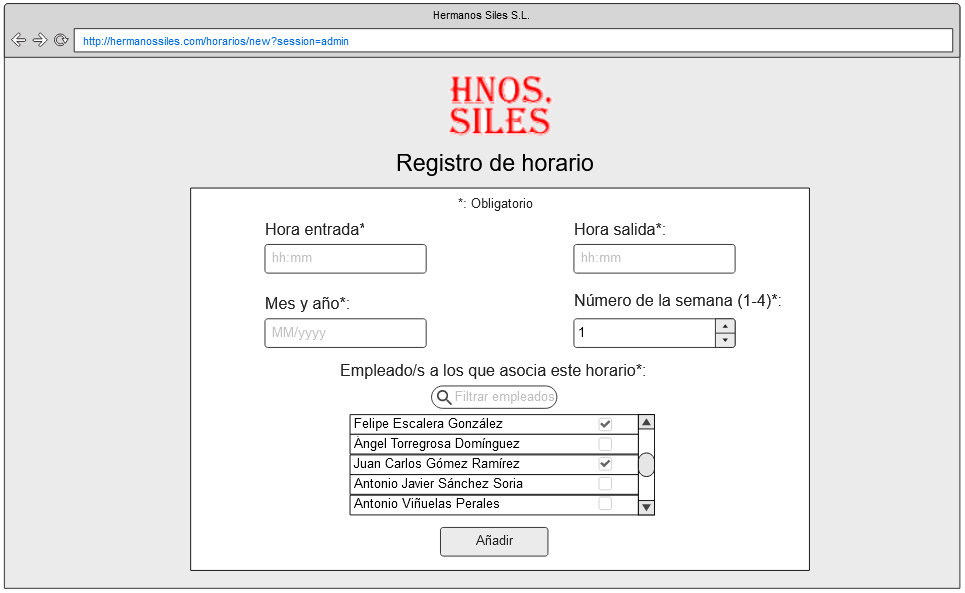 Hermanos Siles S.L.
http://hermanossiles.com/horarios/new?session=admin
HNOS.
SILES
Registro de horario
*: Obligatorio
Hora entrada*
Hora salida*:
hh:mm
hh:mm
Mes y año*:
Número de la semana (1-4)*:
MM/yyyy
1
Empleado/s a los que asocia este horario*:
Filtrar empleados
Felipe Escalera González
Ángel Torregrosa Domínguez
Juan Carlos Gómez Ramírez
Antonio Javier Sánchez Soria
Antonio Viñuelas Perales
Añadir